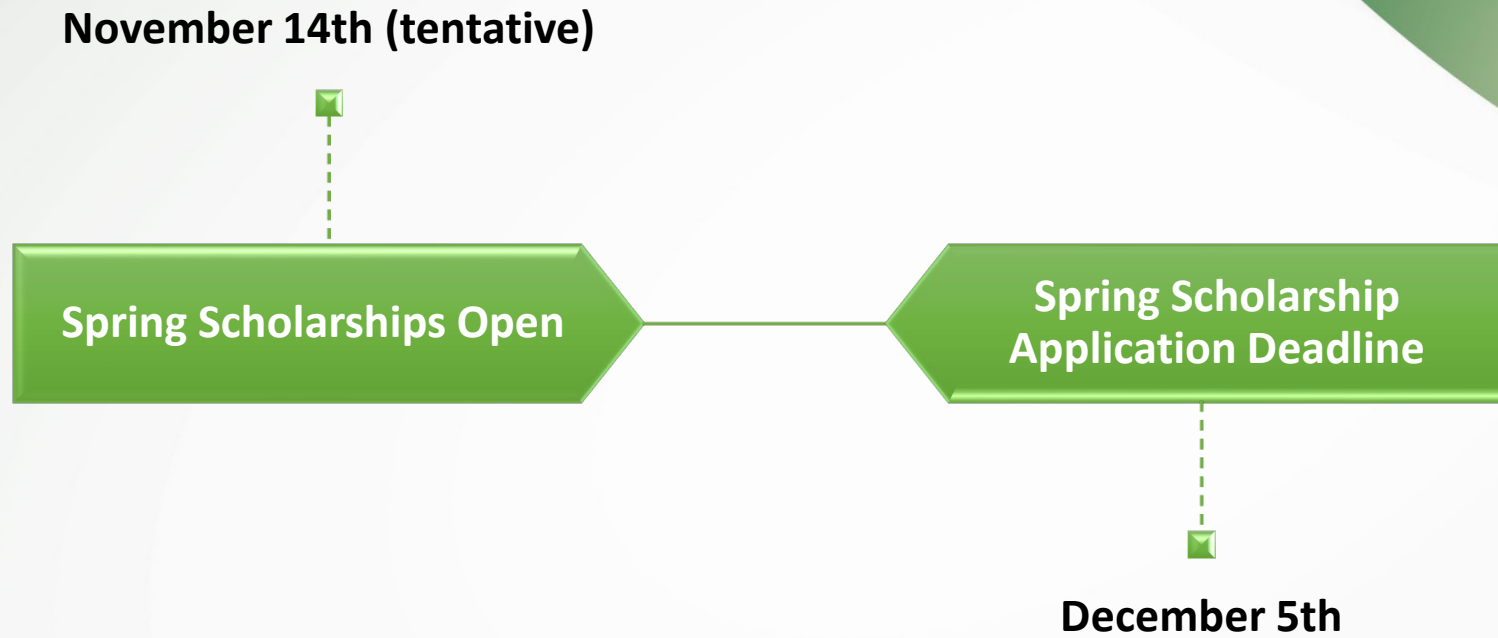 November 14th (tentative)
Spring Scholarships Open
Spring Scholarship
Application Deadline
December 5th